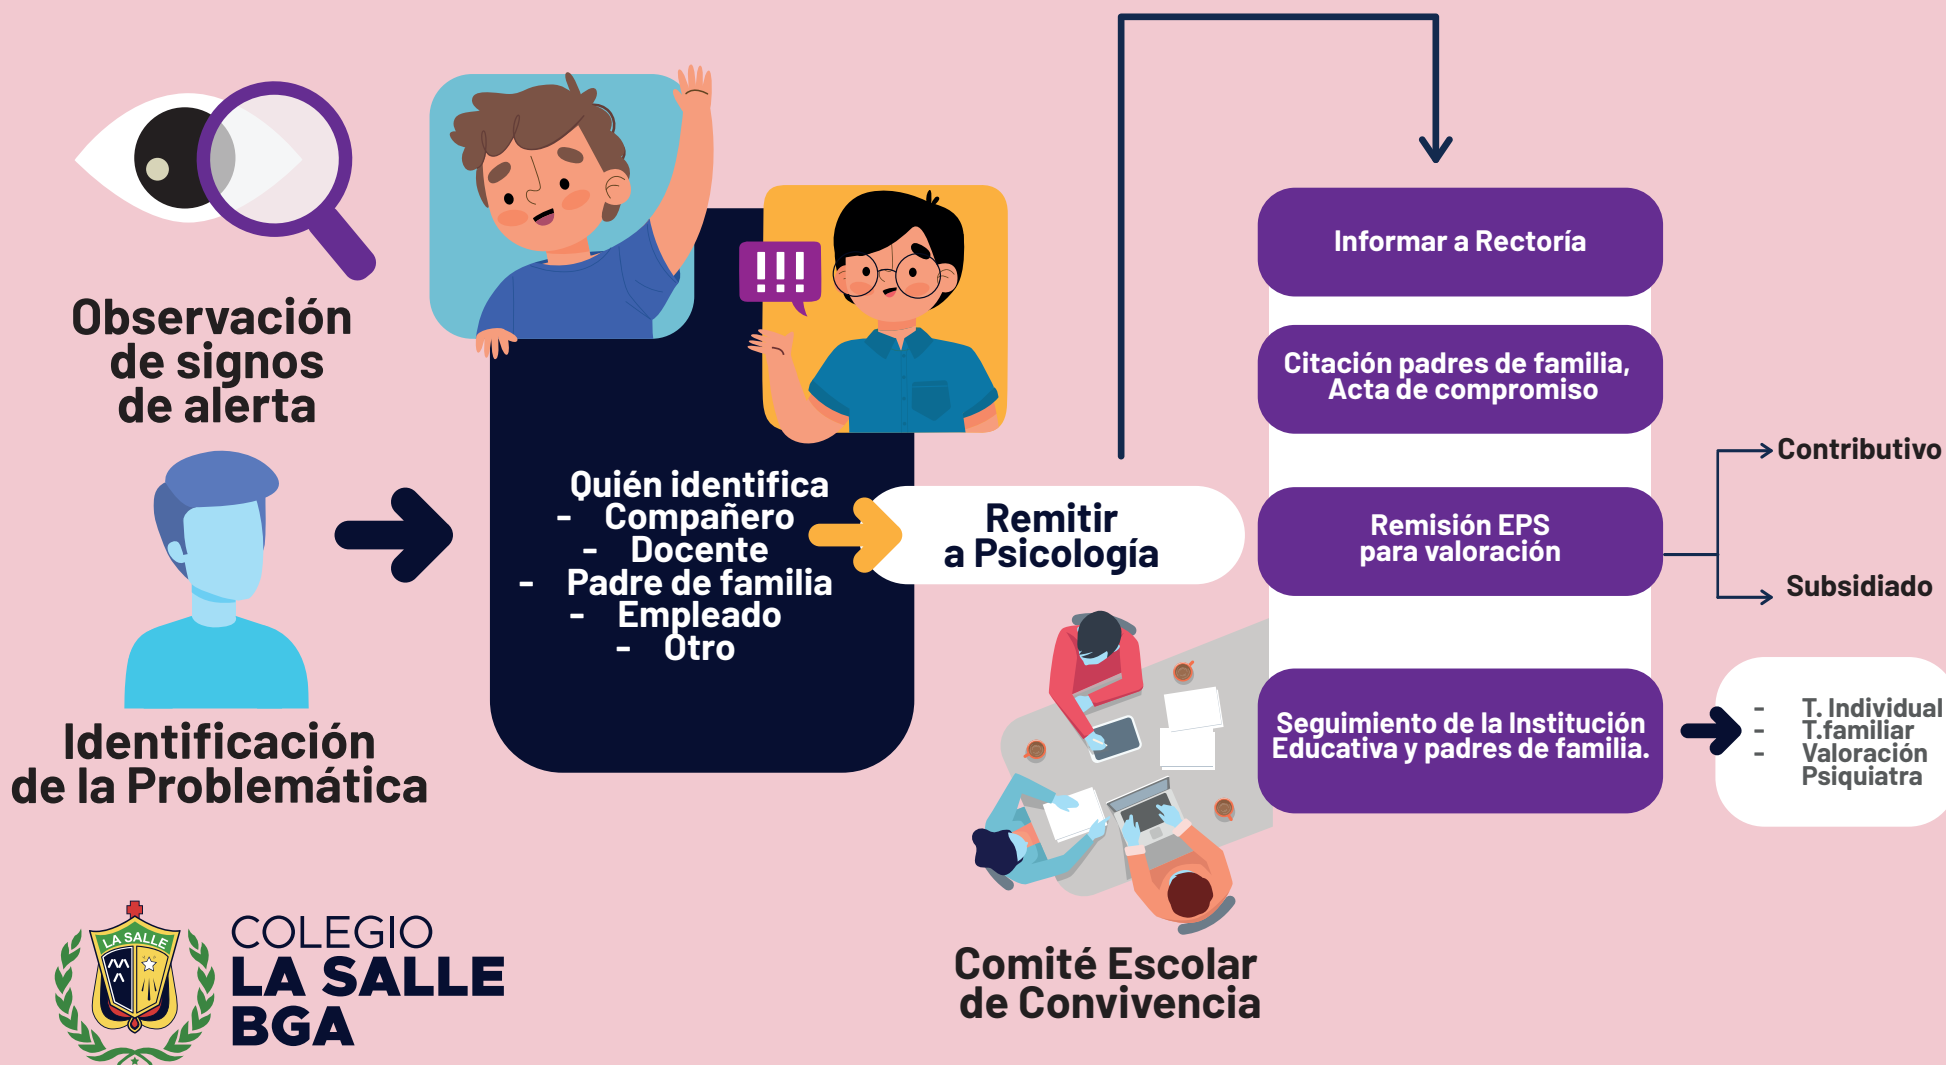 Observación
de signos
de alerta
Identificación
de la Problemática
!!!
Quién identifica
- Compañero
- Docente
- Padre de familia
- Empleado
- Otro
Remitir
a Psicología
Informar a Rectoría
Citación padres de familia,
Acta de compromiso
Remisión EPS
para valoración
Contributivo
Subsidiado
Seguimiento de la Institución
Educativa y padres de familia.
- T. Individual
- T.familiar
- Valoración
Psiquiatra
Comité Escolar
de Convivencia
LA SALLE
COLEGIO
LA SALLE
BGA